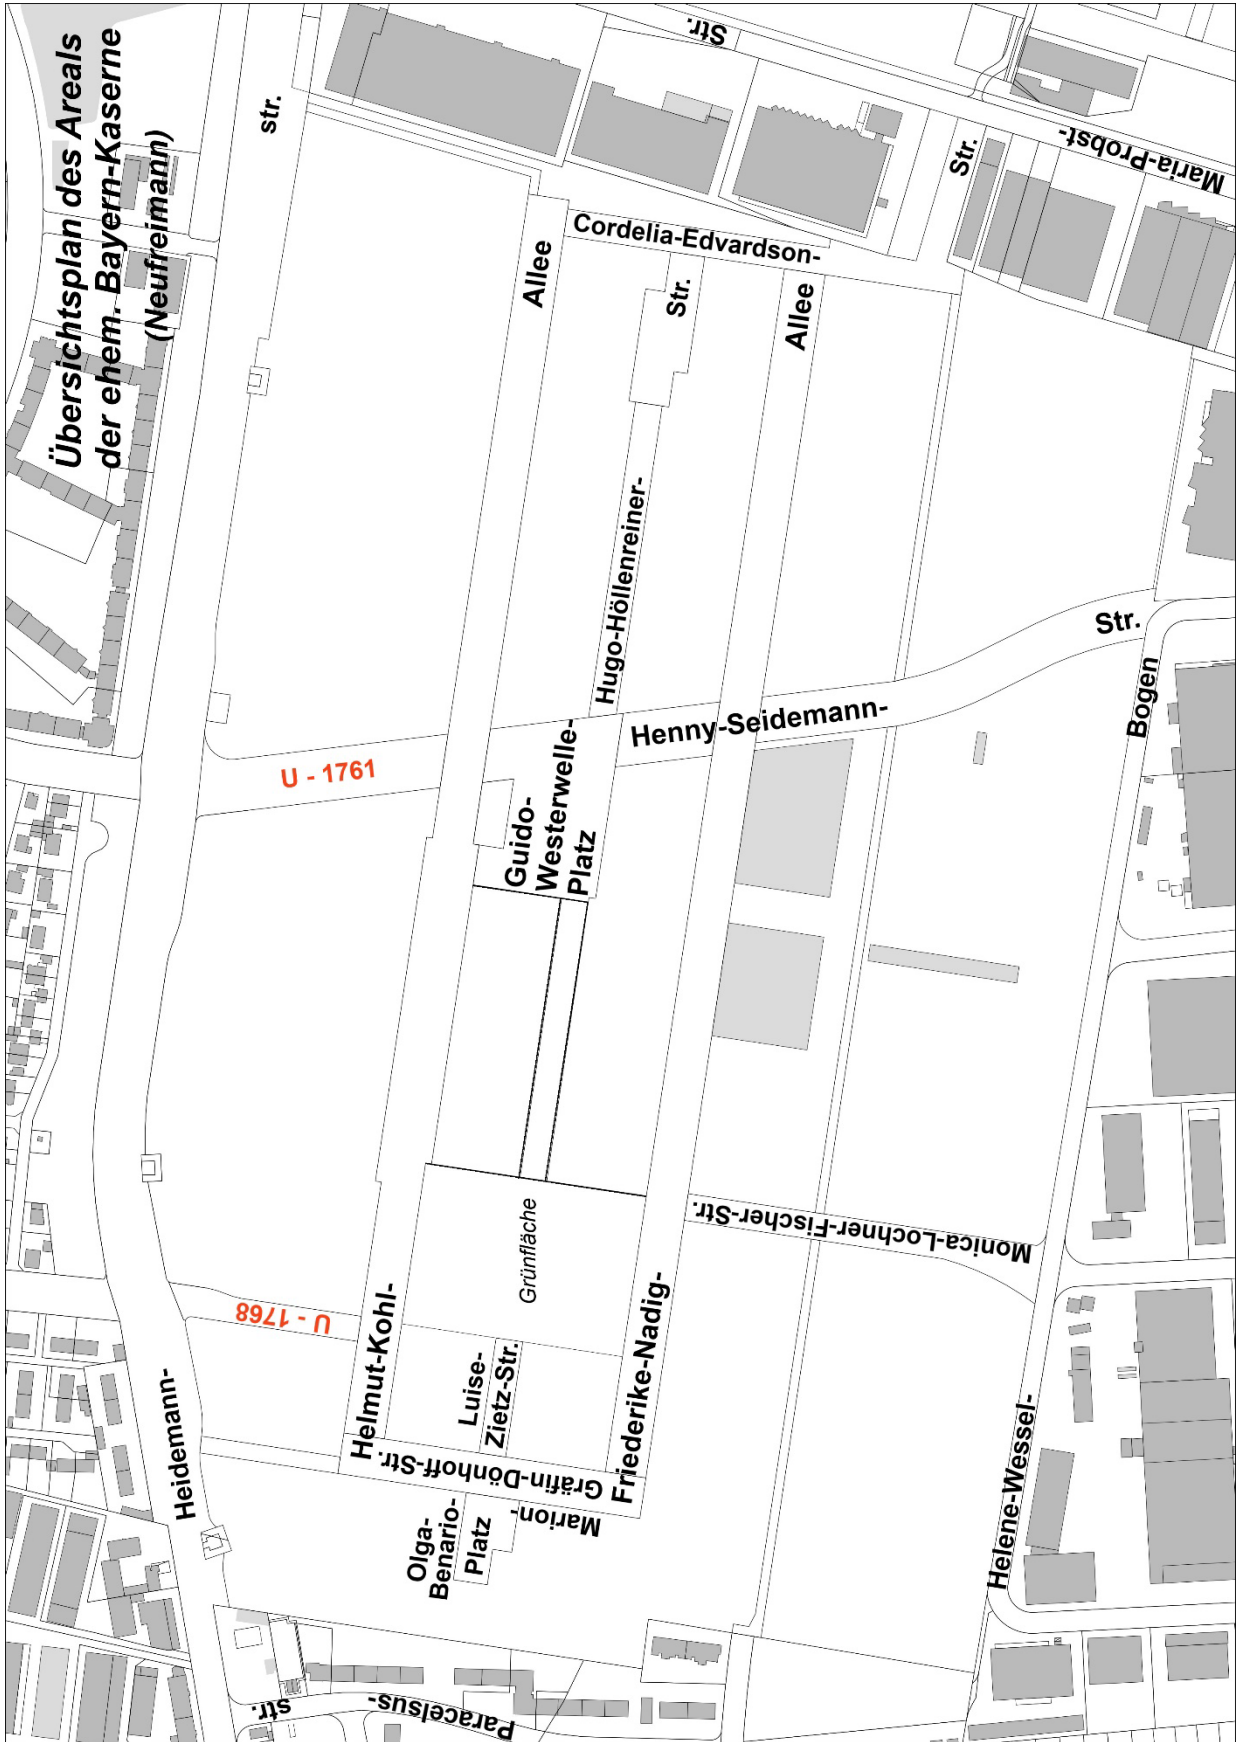 Übersichtsplan des Areals
der ehem. Bayern-Kaserne
(Neufreimann)
Heidemann-
str.
Maria-Probst-
Str.
Cordelia-Edvardson-
Str.
Helmut-Kohl-
Allee
Friederike-Nadig-
Allee
Hugo-Höllenreiner-
Str.
Henny-Seidemann-
Str.
Guido-
Westerwelle-
Platz
U - 1761
U - 1768
Grünfläche
Luise-
Zietz-Str.
Marion-
Gräfin-Dönhoff-Str.
Olga-
Benario-
Platz
Monica-Lochner-Fischer-Str.
Helene-Wessel-
Bogen
Paracelsus-
str.